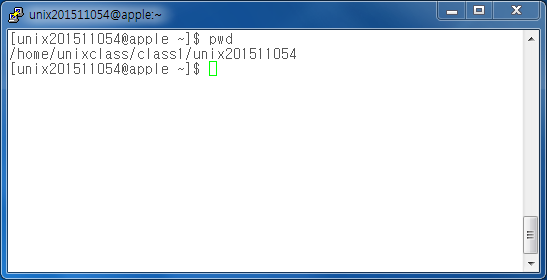 unix201511054@apple:~
[unix201511054@apple ~]$ pwd
/home/unixclass/class1/unix201511054
[unix201511054@apple ~]$